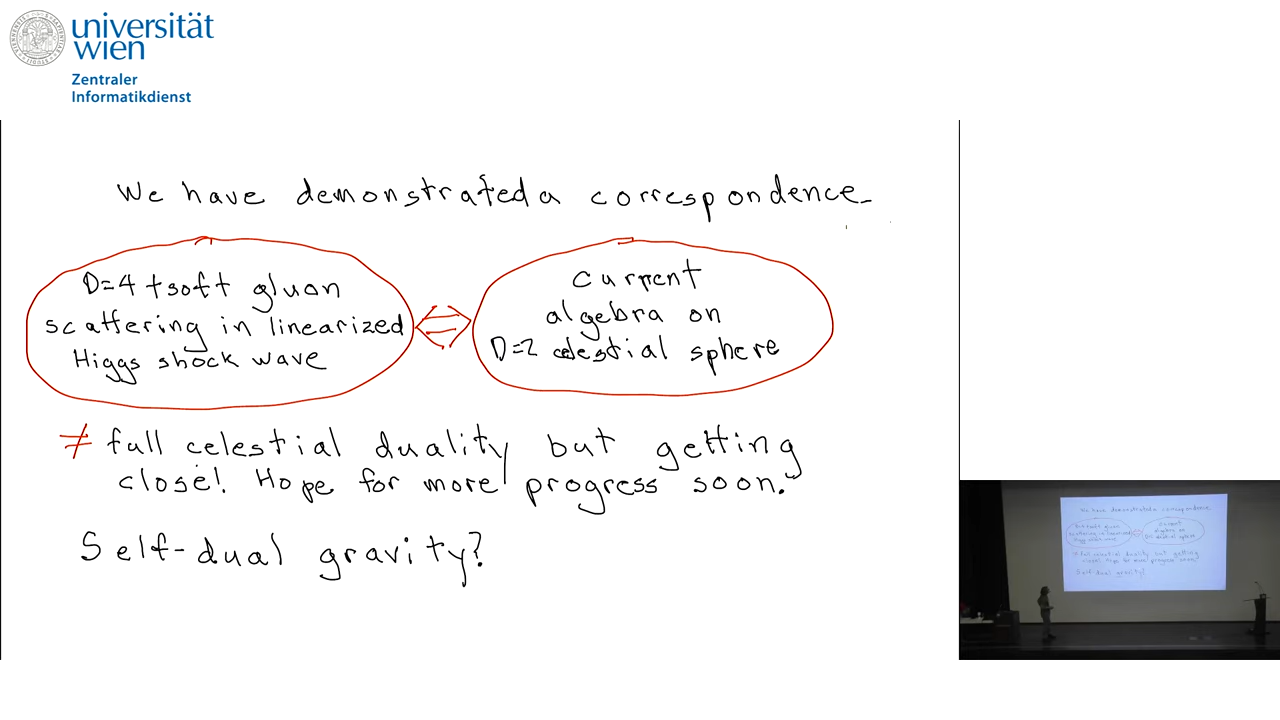 universität
wien
Zentraler
Informatikdienst
We have demonstrated a correspondence.
D=4 +soft gluon
scattering in linearized
Higgs shock wave
⇔
Current
algebra on
D=2 celestial sphere
≠ full celestial duality but getting
close! Hope for more progress soon.
Self-dual gravity?